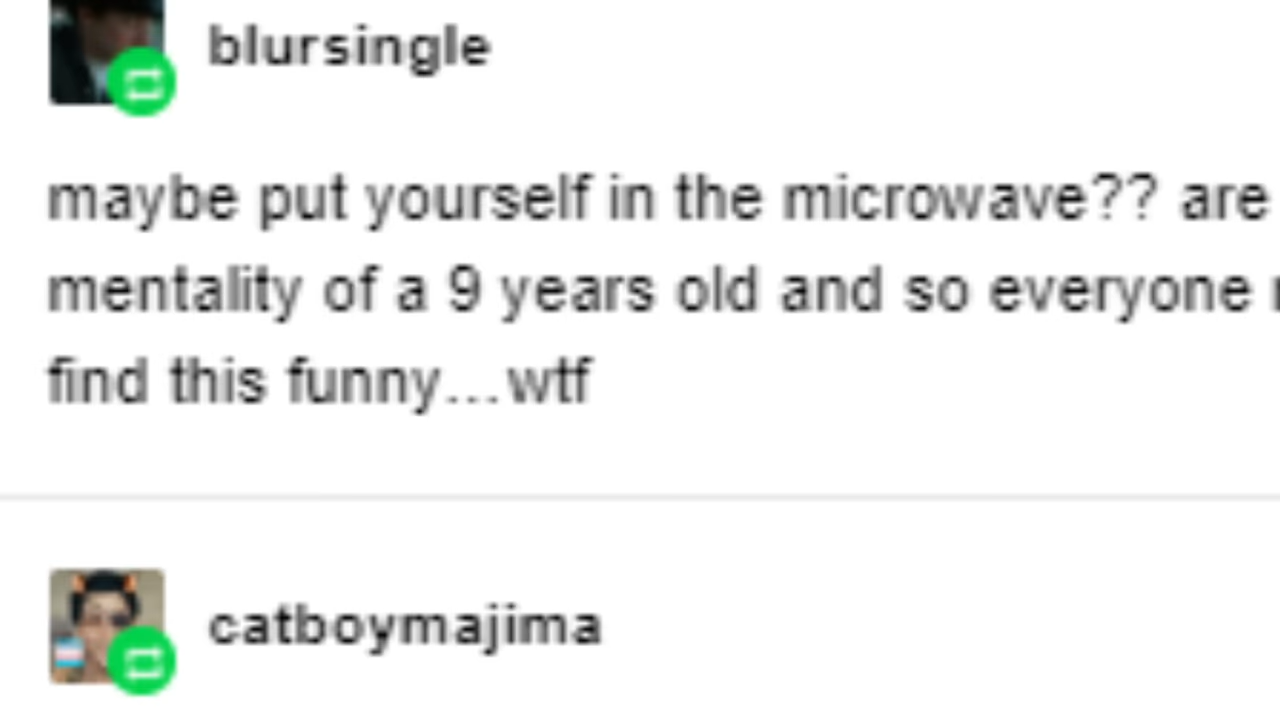 blursingle
maybe put yourself in the microwave?? are
mentality of a 9 years old and so everyone
find this funny...wtf
catboymajima